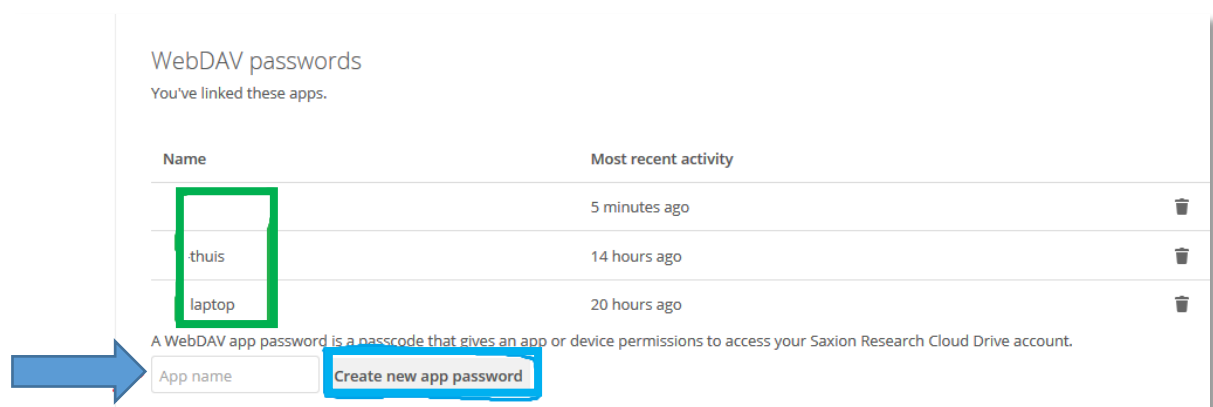 WebDAV passwords
You've linked these apps.
Name Most recent activity
5 minutes ago
-thuis 14 hours ago
laptop 20 hours ago
A WebDAV app password is a passcode that gives an app or device permissions to access your Saxion Research Cloud Drive account.
App name Create new app password